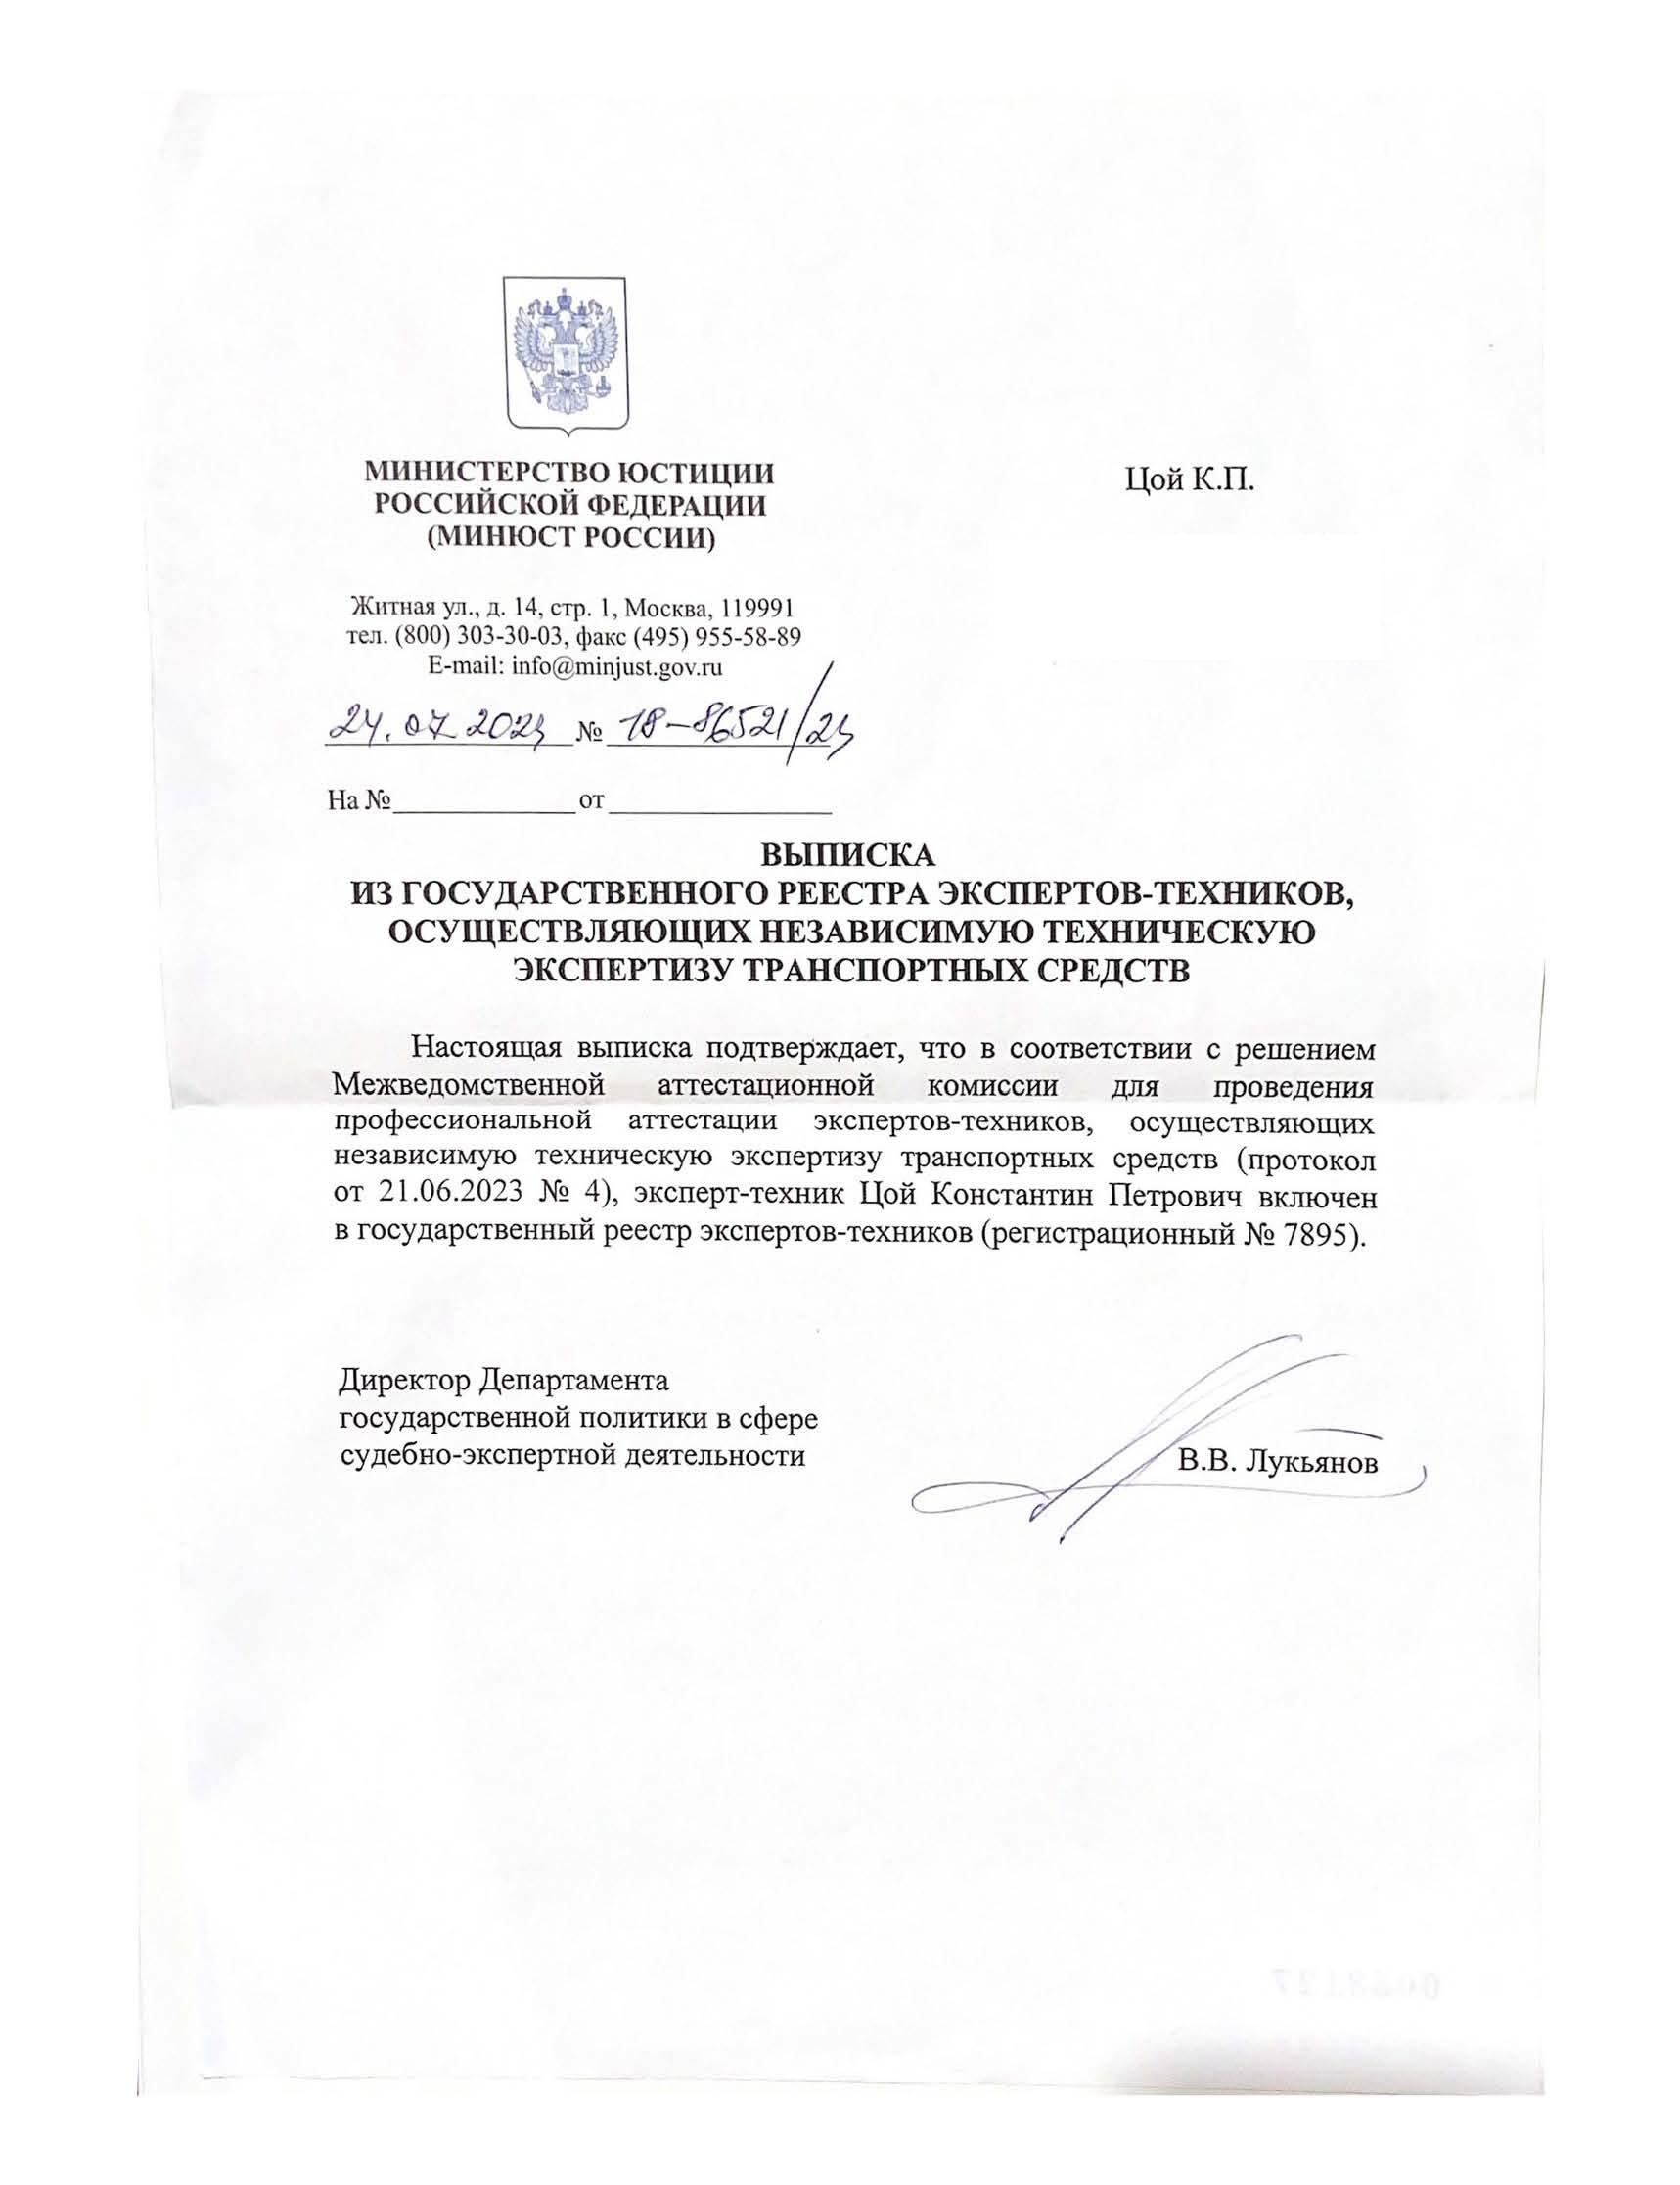 МИНИСТЕРСТВО ЮСТИЦИИ
РОССИЙСКОЙ ФЕДЕРАЦИИ
(МИНЮСТ РОССИИ)
Житная ул., д. 14, стр. 1, Москва, 119991
тел. (800) 303-30-03, факс (495) 955-58-89
E-mail: info@minjust.gov.ru
24.07.2023 № 18-86521/23
На № от
Цой К.П.
ВЫПИСКА
ИЗ ГОСУДАРСТВЕННОГО РЕЕСТРА ЭКСПЕРТОВ-ТЕХНИКОВ,
ОСУЩЕСТВЛЯЮЩИХ НЕЗАВИСИМУЮ ТЕХНИЧЕСКУЮ
ЭКСПЕРТИЗУ ТРАНСПОРТНЫХ СРЕДСТВ
Настоящая выписка подтверждает, что в соответствии с решением
Межведомственной аттестационной комиссии для проведения
профессиональной аттестации экспертов-техников, осуществляющих
независимую техническую экспертизу транспортных средств (протокол
от 21.06.2023 № 4), эксперт-техник Цой Константин Петрович включен
в государственный реестр экспертов-техников (регистрационный № 7895).
Директор Департамента
государственной политики в сфере
судебно-экспертной деятельности
В.В. Лукьянов